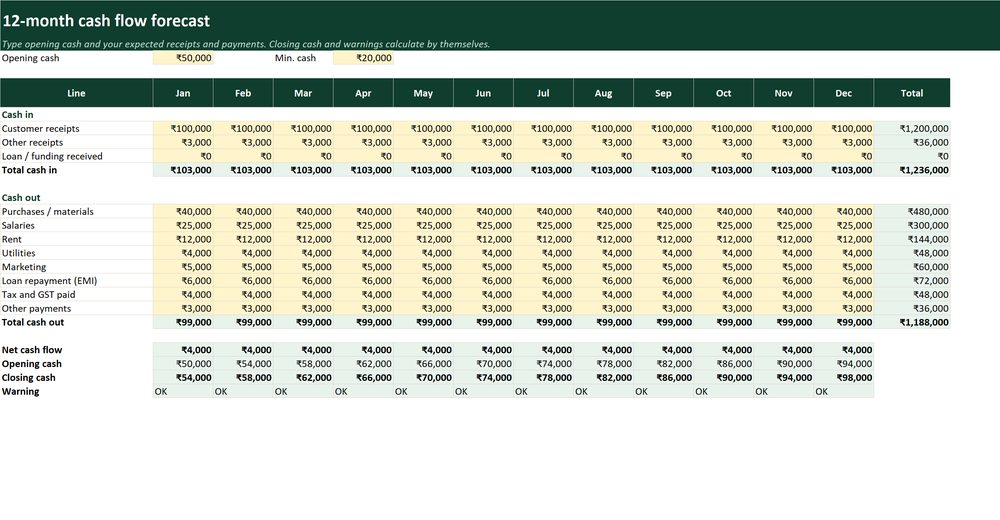 12-month cash flow forecast
Type opening cash and your expected receipts and payments. Closing cash and warnings calculate by themselves.
Opening cash ₹50,000 Min. cash ₹20,000
Line Jan Feb Mar Apr May Jun Jul Aug Sep Oct Nov Dec Total
Cash in
Customer receipts ₹100,000 ₹100,000 ₹100,000 ₹100,000 ₹100,000 ₹100,000 ₹100,000 ₹100,000 ₹100,000 ₹100,000 ₹100,000 ₹100,000 ₹1,200,000
Other receipts ₹3,000 ₹3,000 ₹3,000 ₹3,000 ₹3,000 ₹3,000 ₹3,000 ₹3,000 ₹3,000 ₹3,000 ₹3,000 ₹3,000 ₹36,000
Loan / funding received ₹0 ₹0 ₹0 ₹0 ₹0 ₹0 ₹0 ₹0 ₹0 ₹0 ₹0 ₹0 ₹0
Total cash in ₹103,000 ₹103,000 ₹103,000 ₹103,000 ₹103,000 ₹103,000 ₹103,000 ₹103,000 ₹103,000 ₹103,000 ₹103,000 ₹103,000 ₹1,236,000
Cash out
Purchases / materials ₹40,000 ₹40,000 ₹40,000 ₹40,000 ₹40,000 ₹40,000 ₹40,000 ₹40,000 ₹40,000 ₹40,000 ₹40,000 ₹40,000 ₹480,000
Salaries ₹25,000 ₹25,000 ₹25,000 ₹25,000 ₹25,000 ₹25,000 ₹25,000 ₹25,000 ₹25,000 ₹25,000 ₹25,000 ₹25,000 ₹300,000
Rent ₹12,000 ₹12,000 ₹12,000 ₹12,000 ₹12,000 ₹12,000 ₹12,000 ₹12,000 ₹12,000 ₹12,000 ₹12,000 ₹12,000 ₹144,000
Utilities ₹4,000 ₹4,000 ₹4,000 ₹4,000 ₹4,000 ₹4,000 ₹4,000 ₹4,000 ₹4,000 ₹4,000 ₹4,000 ₹4,000 ₹48,000
Marketing ₹5,000 ₹5,000 ₹5,000 ₹5,000 ₹5,000 ₹5,000 ₹5,000 ₹5,000 ₹5,000 ₹5,000 ₹5,000 ₹5,000 ₹60,000
Loan repayment (EMI) ₹6,000 ₹6,000 ₹6,000 ₹6,000 ₹6,000 ₹6,000 ₹6,000 ₹6,000 ₹6,000 ₹6,000 ₹6,000 ₹6,000 ₹72,000
Tax and GST paid ₹4,000 ₹4,000 ₹4,000 ₹4,000 ₹4,000 ₹4,000 ₹4,000 ₹4,000 ₹4,000 ₹4,000 ₹4,000 ₹4,000 ₹48,000
Other payments ₹3,000 ₹3,000 ₹3,000 ₹3,000 ₹3,000 ₹3,000 ₹3,000 ₹3,000 ₹3,000 ₹3,000 ₹3,000 ₹3,000 ₹36,000
Total cash out ₹99,000 ₹99,000 ₹99,000 ₹99,000 ₹99,000 ₹99,000 ₹99,000 ₹99,000 ₹99,000 ₹99,000 ₹99,000 ₹99,000 ₹1,188,000
Net cash flow ₹4,000 ₹4,000 ₹4,000 ₹4,000 ₹4,000 ₹4,000 ₹4,000 ₹4,000 ₹4,000 ₹4,000 ₹4,000 ₹4,000
Opening cash ₹50,000 ₹54,000 ₹58,000 ₹62,000 ₹66,000 ₹70,000 ₹74,000 ₹78,000 ₹82,000 ₹86,000 ₹90,000 ₹94,000
Closing cash ₹54,000 ₹58,000 ₹62,000 ₹66,000 ₹70,000 ₹74,000 ₹78,000 ₹82,000 ₹86,000 ₹90,000 ₹94,000 ₹98,000
Warning OK OK OK OK OK OK OK OK OK OK OK OK